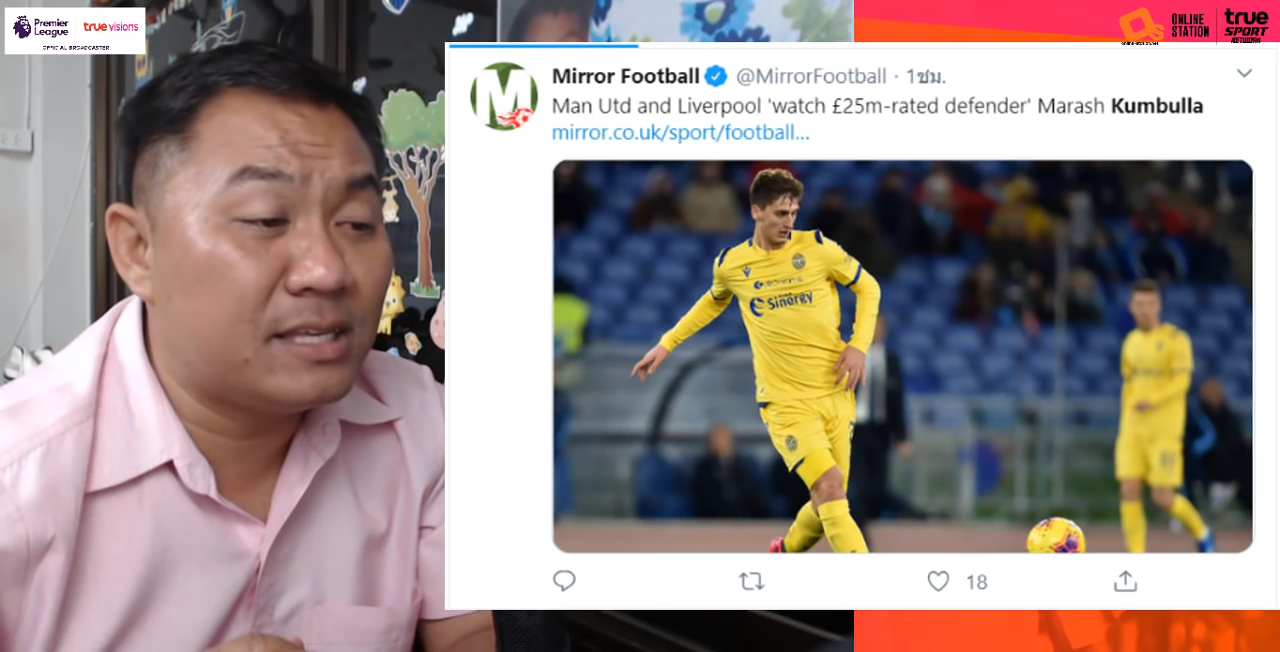 Premier League
true visions
OFFICIAL BROADCASTER
ONLINE STATION
true SPORT NETWORK
Mirror Football @MirrorFootball · 1ชม.
Man Utd and Liverpool 'watch £25m-rated defender' Marash Kumbulla
mirror.co.uk/sport/football...
M
Sinergy
18